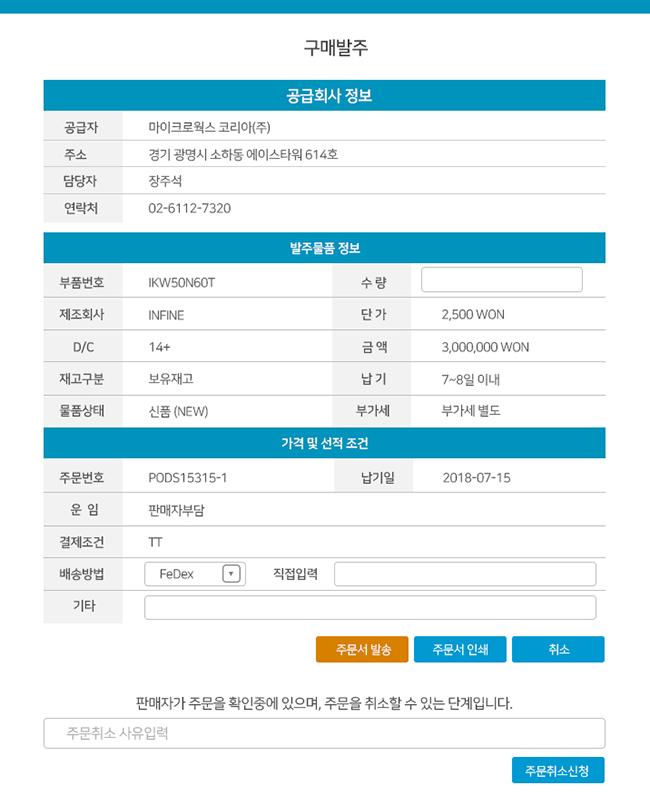 구매발주
공급회사 정보
공급자 마이크로웍스 코리아(주)
주소 경기 광명시 소하동 에이스타워 614호
담당자 장주석
연락처 02-6112-7320
발주물품 정보
부품번호 IKW50N60T 수 량
제조회사 INFINE 단 가 2,500 WON
D/C 14+ 금 액 3,000,000 WON
재고구분 보유재고 납 기 7~8일 이내
물품상태 신품 (NEW) 부가세 부가세 별도
가격 및 선적 조건
주문번호 PODS15315-1 납기일 2018-07-15
운 임 판매자부담
결제조건 TT
배송방법 FeDex 직접입력
기타
주문서 발송 주문서 인쇄 취소
판매자가 주문을 확인중에 있으며, 주문을 취소할 수 있는 단계입니다.
주문취소 사유입력
주문취소신청